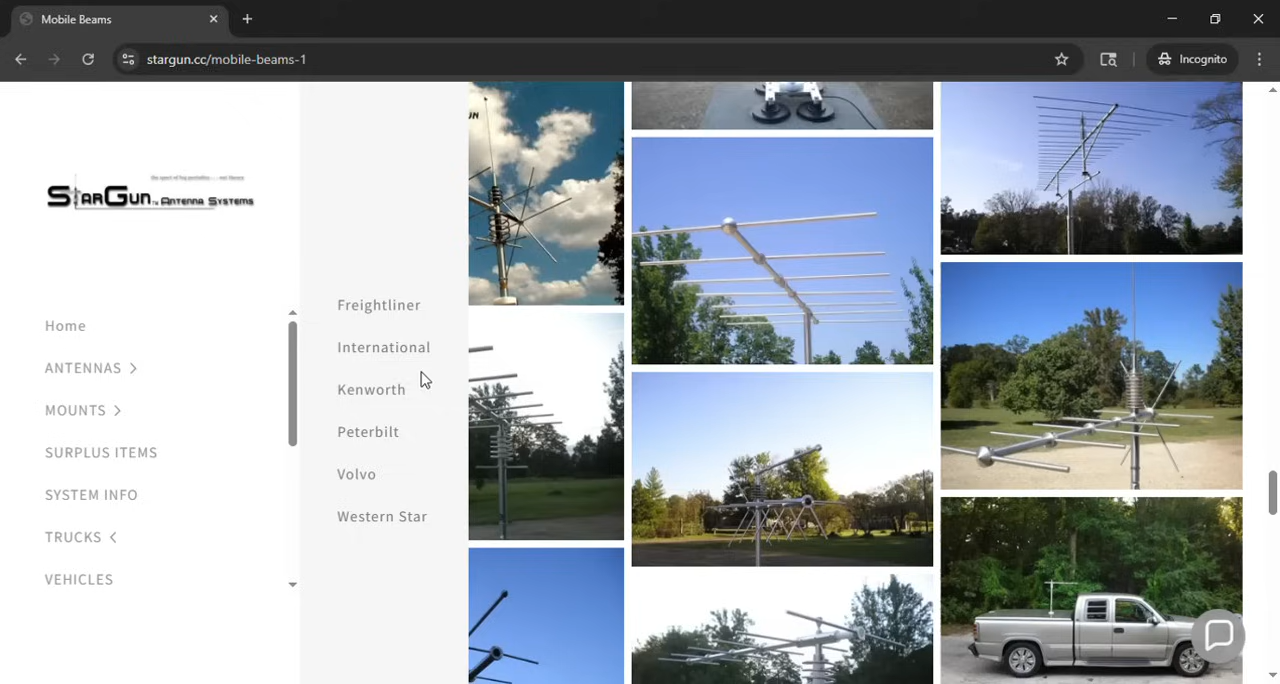 Mobile Beams
stargun.cc/mobile-beams-1
Incognito
STARGUN TM ANTENNA SYSTEMS
Home
ANTENNAS
MOUNTS
SURPLUS ITEMS
SYSTEM INFO
TRUCKS
VEHICLES
Freightliner
International
Kenworth
Peterbilt
Volvo
Western Star